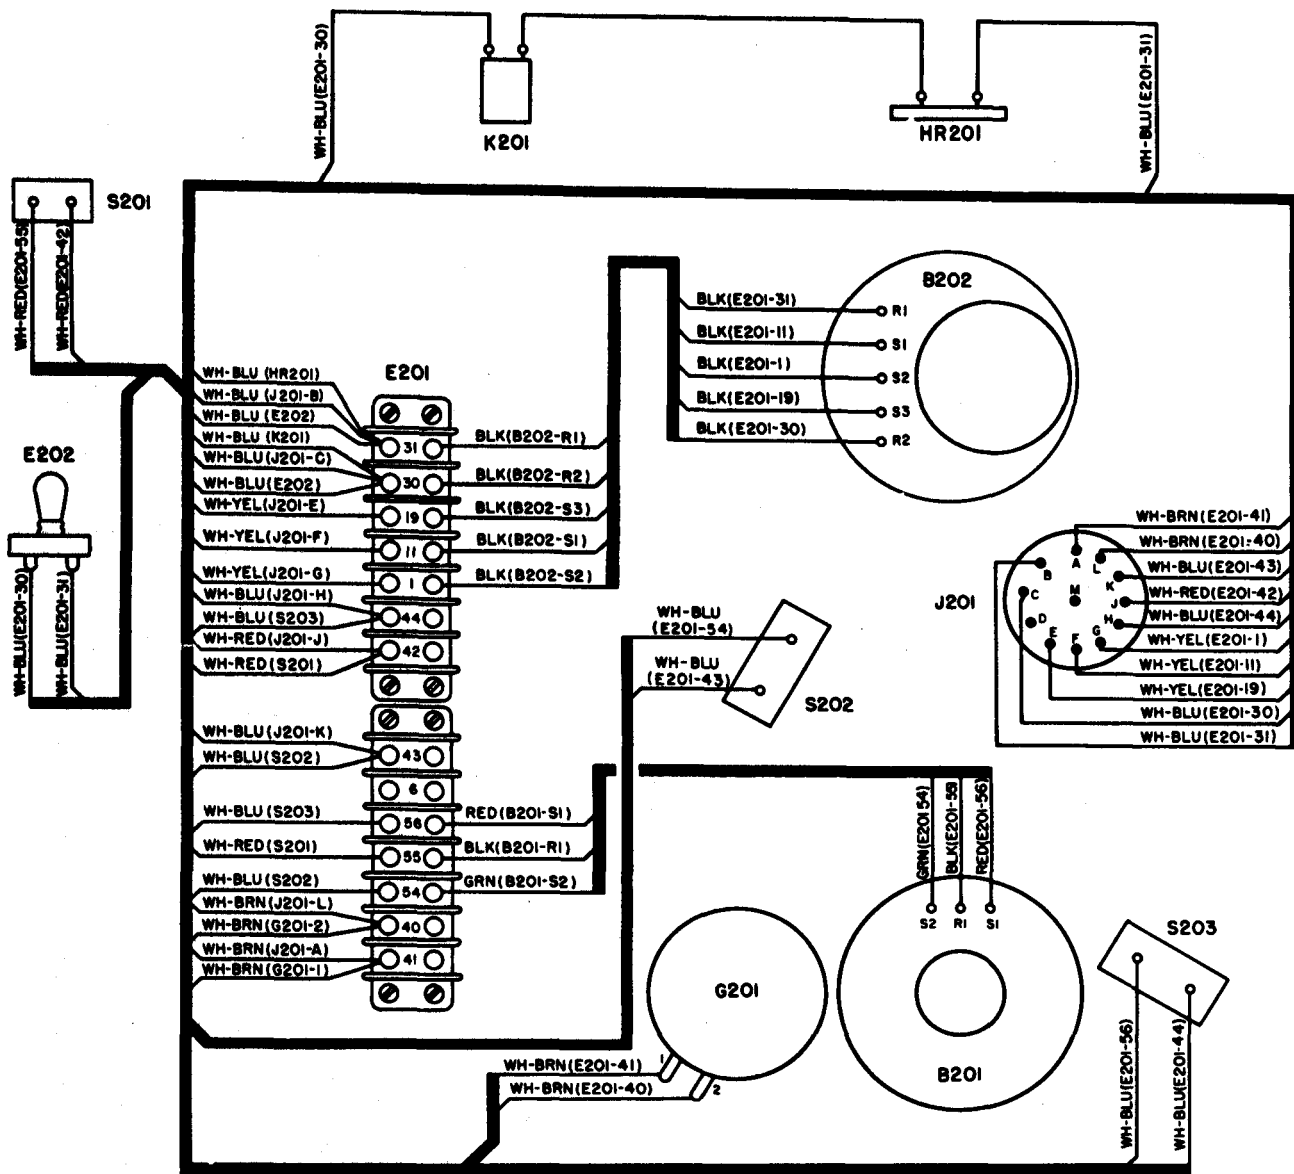 WH-BLU(E201-30)
K201
HR201
WH-BLU(E201-31)
S201
WH-RED(E201-55)
WH-RED(E201-42)
E202
WH-BLU(E201-30)
WH-BLU(E201-31)
WH-BLU (HR201)
WH-BLU (J201-B)
WH-BLU (E202)
WH-BLU (K201)
WH-BLU(J201-C)
WH-BLU(E202)
WH-YEL(J201-E)
WH-YEL(J201-F)
WH-YEL(J201-G)
WH-BLU(J201-H)
WH-BLU(S203)
WH-RED(J201-J)
WH-RED(S201)
WH-BLU(J201-K)
WH-BLU(S202)
WH-BLU(S203)
WH-RED(S201)
WH-BLU(S202)
WH-BRN(J201-L)
WH-BRN(G201-2)
WH-BRN(J201-A)
WH-BRN(G201-1)
E201
31
30
19
11
1
44
42
43
6
56
55
54
40
41
BLK(B202-R1)
BLK(B202-R2)
BLK(B202-S3)
BLK(B202-S1)
BLK(B202-S2)
RED(B201-S1)
BLK(B201-R1)
GRN(B201-S2)
B202
BLK(E201-31)
R1
BLK(E201-11)
S1
BLK(E201-1)
S2
BLK(E201-19)
S3
BLK(E201-30)
R2
WH-BLU
(E201-54)
WH-BLU
(E201-43)
S202
J201
A
B
C
D
E
F
G
H
J
K
L
M
WH-BRN(E201-41)
WH-BRN(E201-40)
WH-BLU(E201-43)
WH-RED(E201-42)
WH-BLU(E201-44)
WH-YEL(E201-1)
WH-YEL(E201-11)
WH-YEL(E201-19)
WH-BLU(E201-30)
WH-BLU(E201-31)
GRN(E201-54)
BLK(E201-55)
RED(E201-56)
S2
R1
S1
B201
G201
1
2
WH-BRN(E201-41)
WH-BRN(E201-40)
S203
WH-BLU(E201-56)
WH-BLU(E201-44)